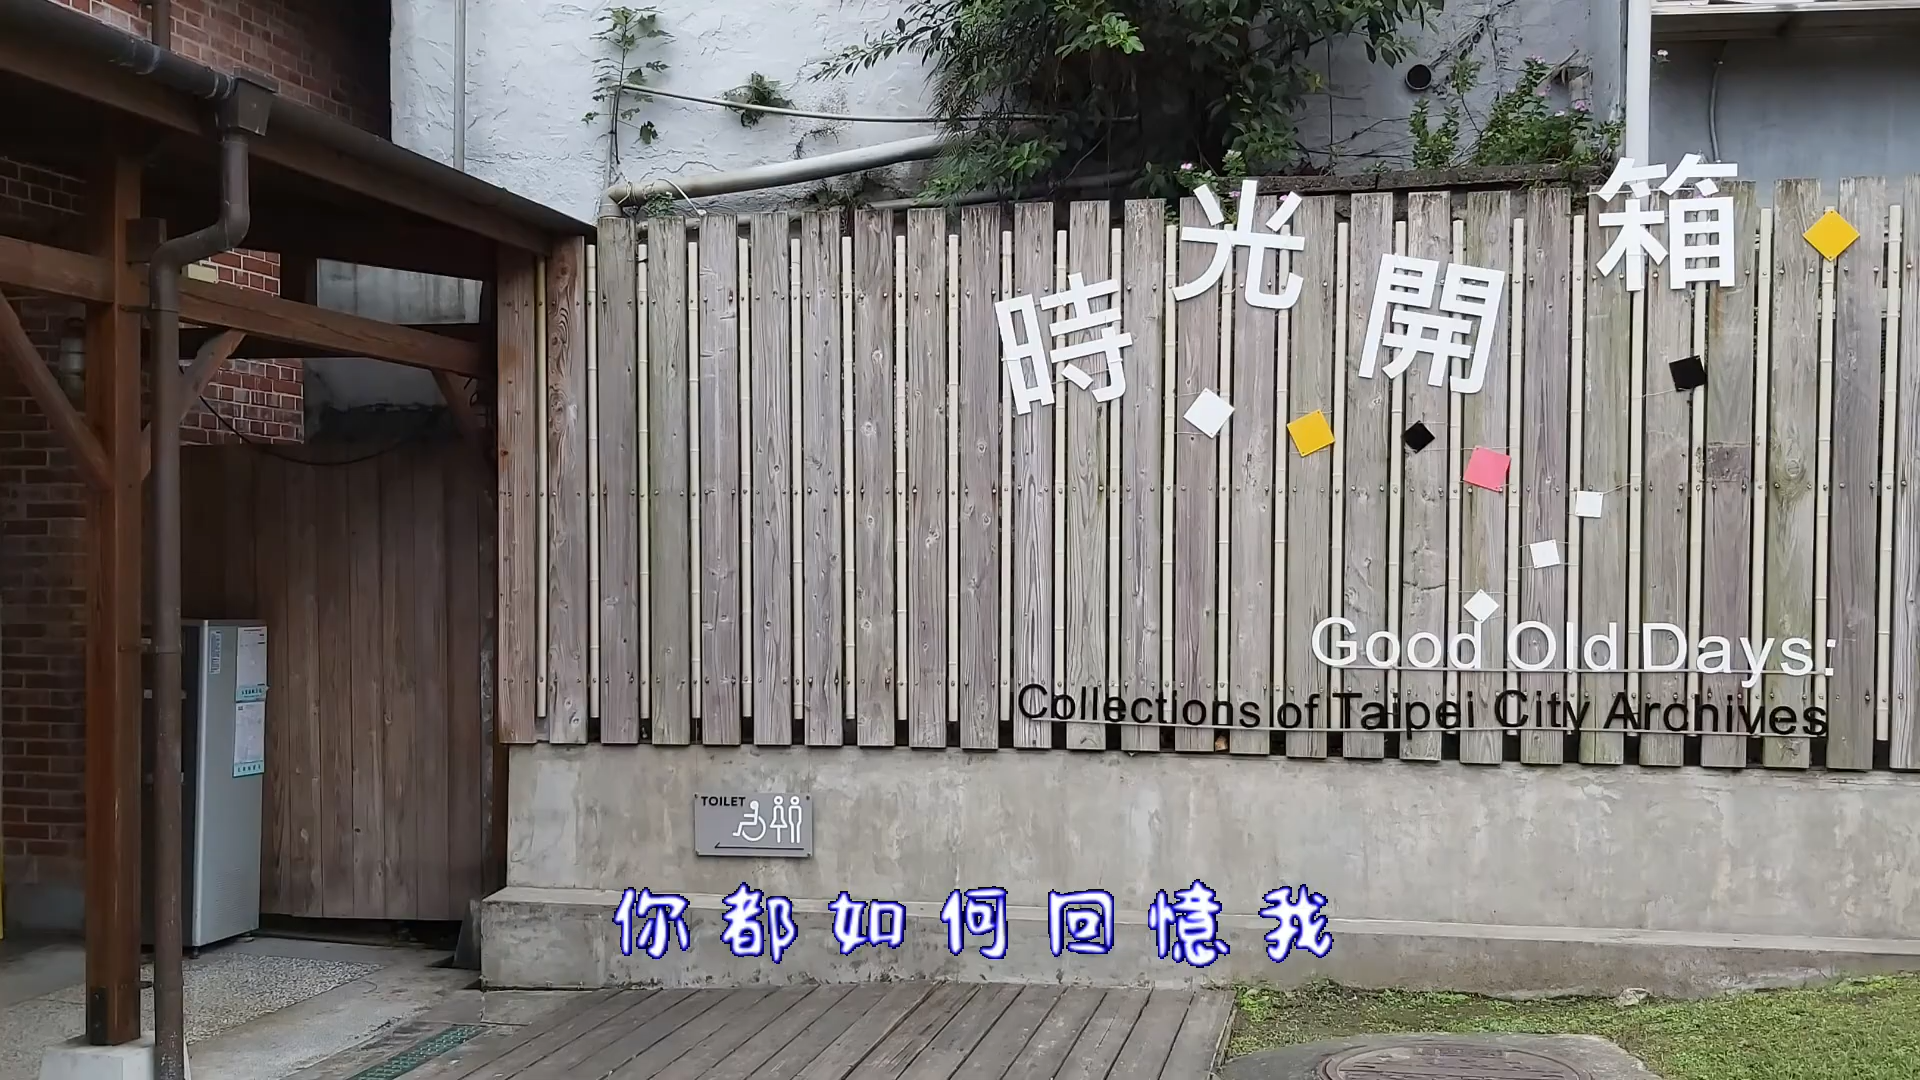 時光開箱
Good Old Days:
Collections of Taipei City Archives
TOILET
你都如何回憶我